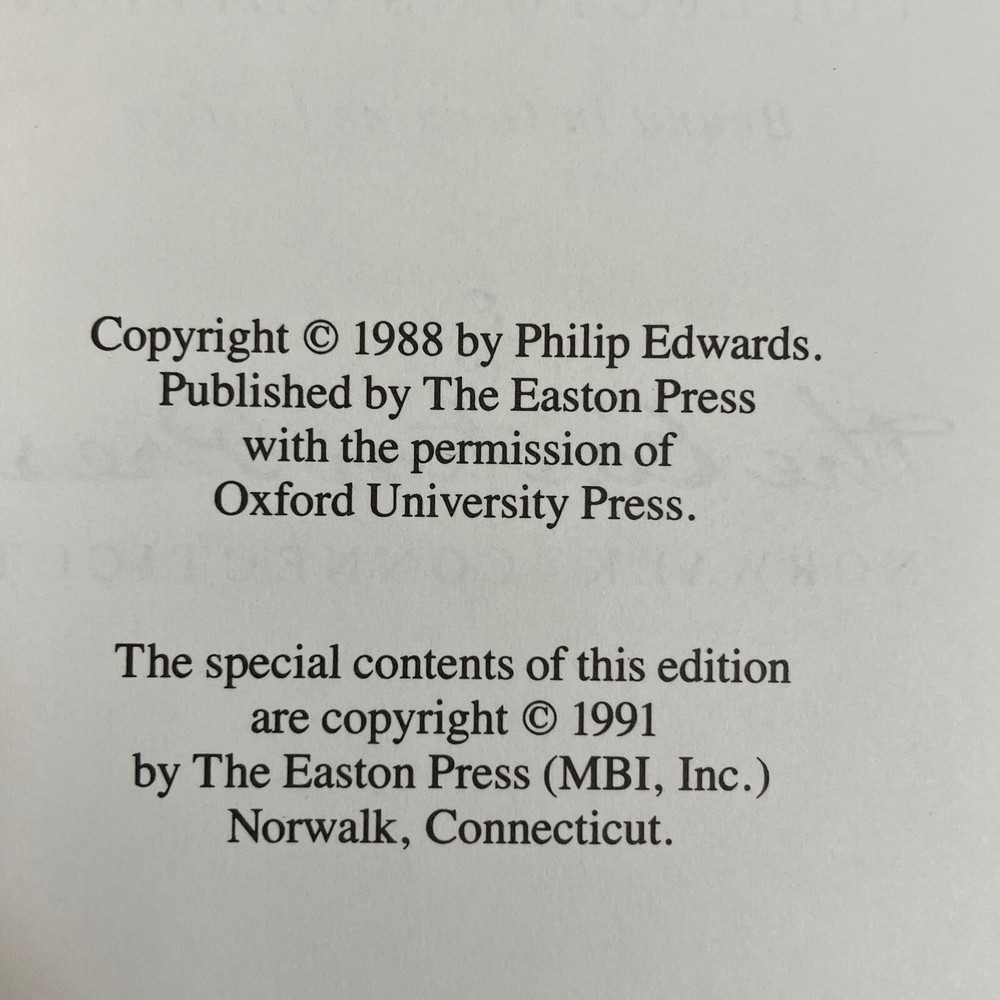 Copyright © 1988 by Philip Edwards.
Published by The Easton Press
with the permission of
Oxford University Press.
The special contents of this edition
are copyright © 1991
by The Easton Press (MBI, Inc.)
Norwalk, Connecticut.